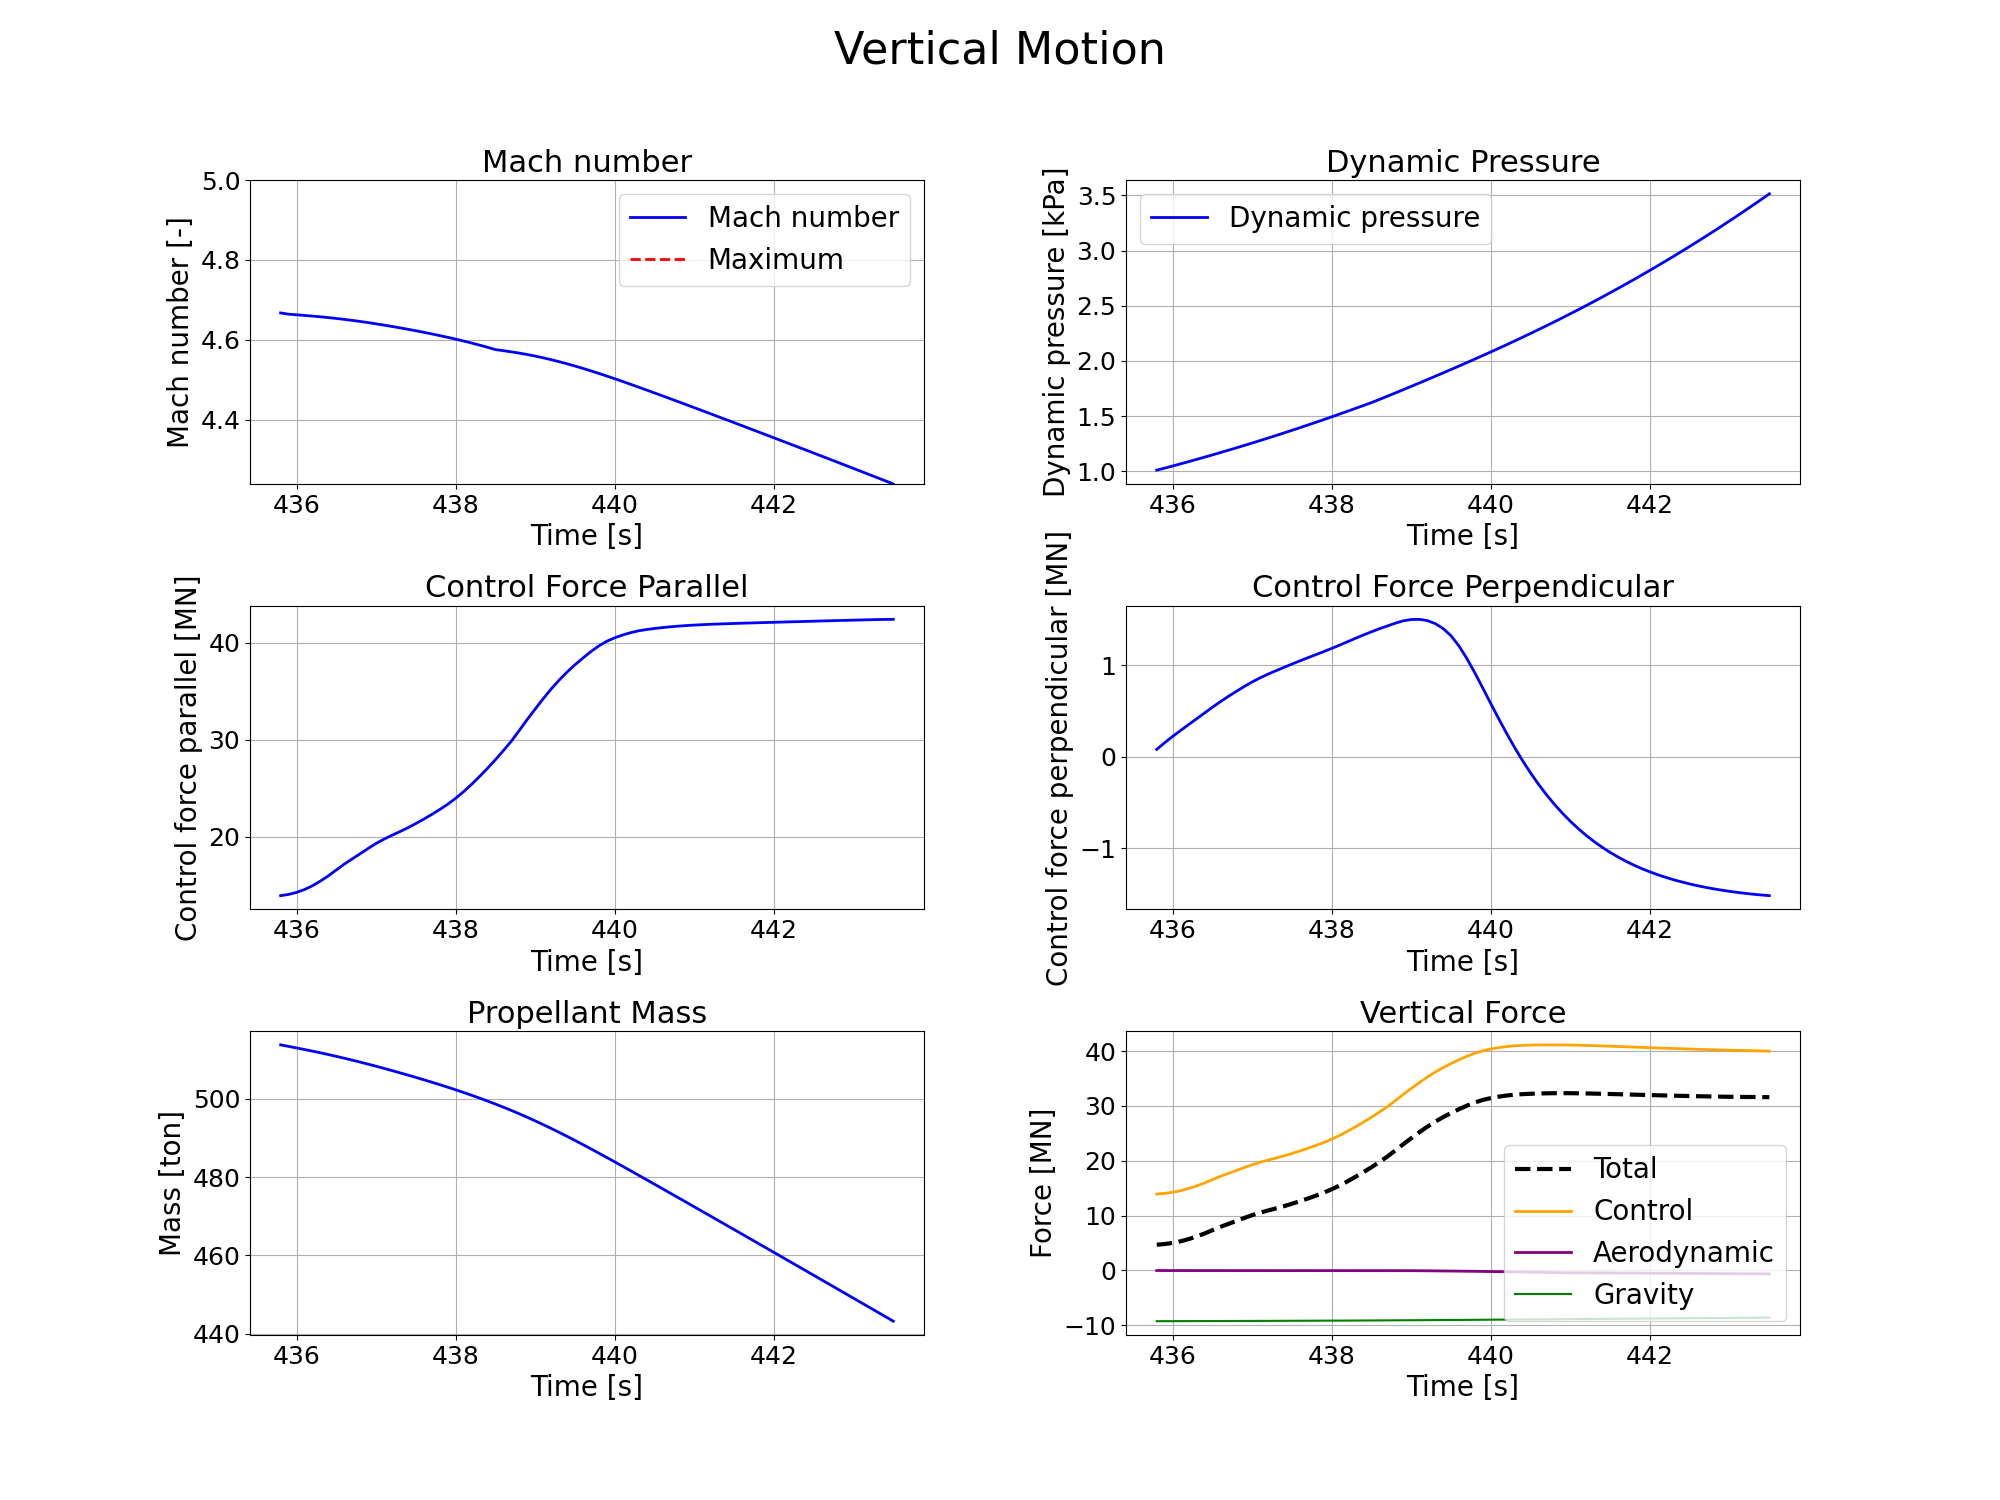 Vertical Motion
Mach number
Mach number [-]
5.0
4.8
4.6
4.4
Mach number
Maximum
436 438 440 442
Time [s]
Dynamic Pressure
Dynamic pressure [kPa]
3.5
3.0
2.5
2.0
1.5
1.0
Dynamic pressure
436 438 440 442
Time [s]
Control Force Parallel
Control force parallel [MN]
40
30
20
436 438 440 442
Time [s]
Control Force Perpendicular
Control force perpendicular [MN]
1
0
−1
436 438 440 442
Time [s]
Propellant Mass
Mass [ton]
500
480
460
440
436 438 440 442
Time [s]
Vertical Force
Force [MN]
40
30
20
10
0
−10
Total
Control
Aerodynamic
Gravity
436 438 440 442
Time [s]